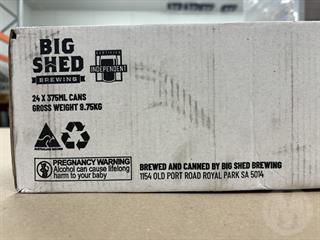 BIG
SHED
BREWING
CERTIFIED
INDEPENDENT
24 X 375ML CANS
GROSS WEIGHT 9.75KG
PREGNANCY WARNING
Alcohol can cause lifelong
harm to your baby
BREWED AND CANNED BY BIG SHED BREWING
1154 OLD PORT ROAD ROYAL PARK SA 5014